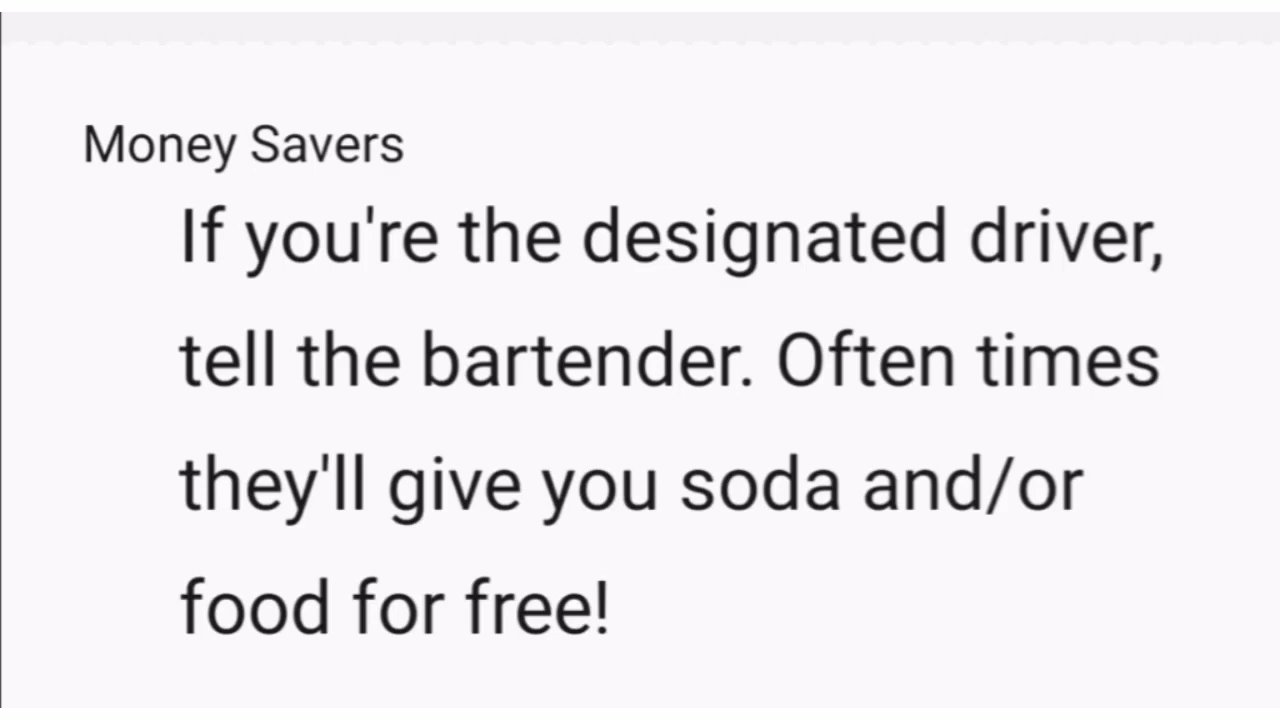 Money Savers
If you're the designated driver,
tell the bartender. Often times
they'll give you soda and/or
food for free!